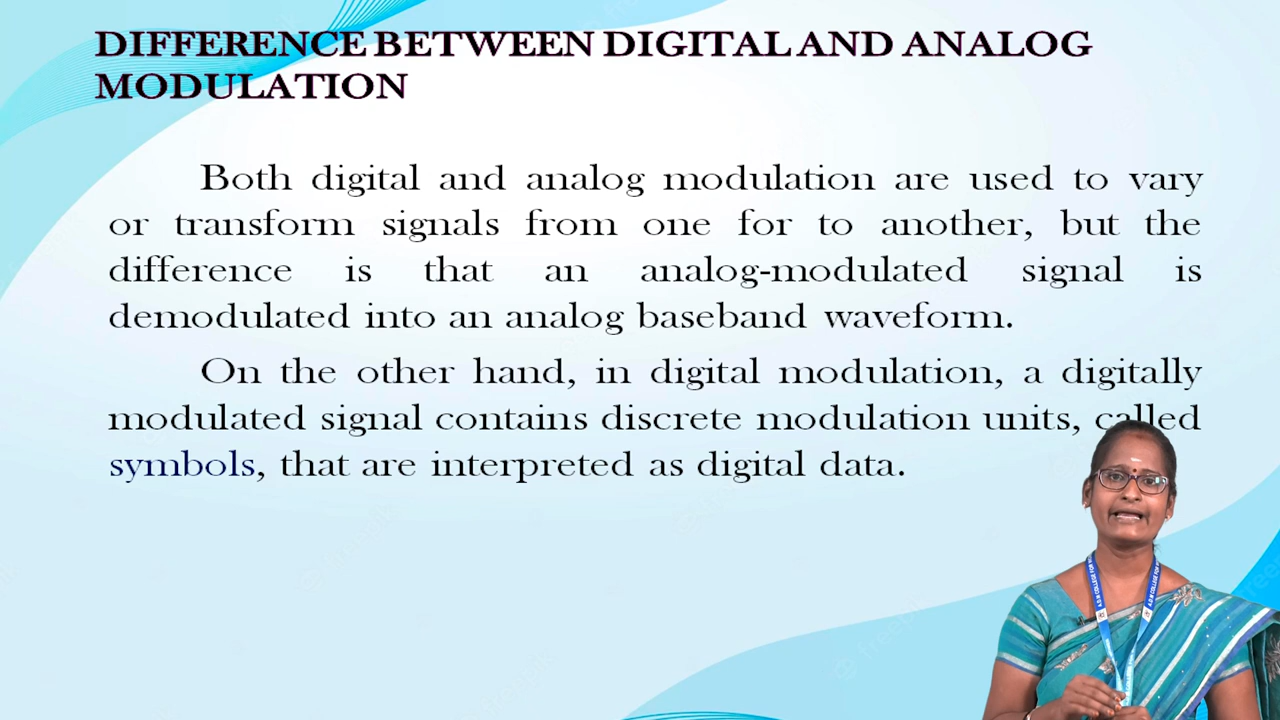 DIFFERENCE BETWEEN DIGITAL AND ANALOG
MODULATION
Both digital and analog modulation are used to vary
or transform signals from one for to another, but the
difference is that an analog-modulated signal is
demodulated into an analog baseband waveform.
On the other hand, in digital modulation, a digitally
modulated signal contains discrete modulation units, called
symbols, that are interpreted as digital data.